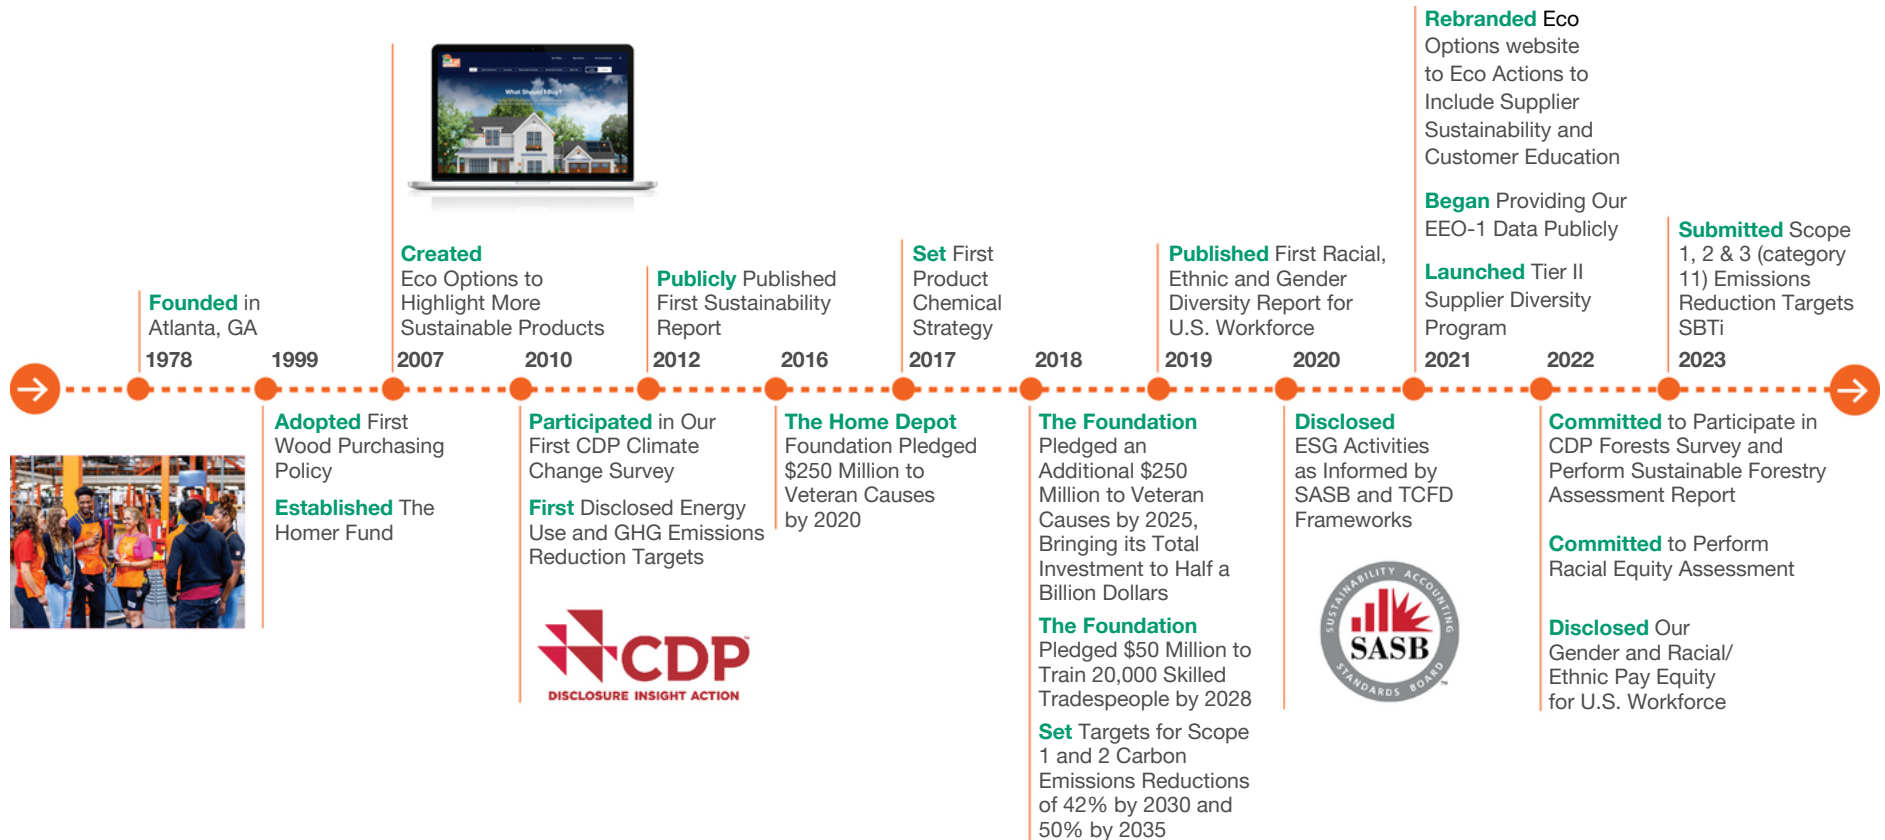 Founded in
Atlanta, GA
1978
1999
Adopted First
Wood Purchasing
Policy
Established The
Homer Fund
What Should I Buy?
Created
Eco Options to
Highlight More
Sustainable Products
2007
2010
Participated in Our
First CDP Climate
Change Survey
First Disclosed Energy
Use and GHG Emissions
Reduction Targets
CDP
DISCLOSURE INSIGHT ACTION
Publicly Published
First Sustainability
Report
2012
2016
The Home Depot
Foundation Pledged
$250 Million to
Veteran Causes
by 2020
Set First
Product
Chemical
Strategy
2017
2018
The Foundation
Pledged an
Additional $250
Million to Veteran
Causes by 2025,
Bringing its Total
Investment to Half a
Billion Dollars
The Foundation
Pledged $50 Million to
Train 20,000 Skilled
Tradespeople by 2028
Set Targets for Scope
1 and 2 Carbon
Emissions Reductions
of 42% by 2030 and
50% by 2035
Published First Racial,
Ethnic and Gender
Diversity Report for
U.S. Workforce
2019
2020
Disclosed
ESG Activities
as Informed by
SASB and TCFD
Frameworks
SUSTAINABILITY ACCOUNTING
SASB
STANDARDS BOARD
TM
Rebranded Eco
Options website
to Eco Actions to
Include Supplier
Sustainability and
Customer Education
Began Providing Our
EEO-1 Data Publicly
Launched Tier II
Supplier Diversity
Program
2021
2022
Committed to Participate in
CDP Forests Survey and
Perform Sustainable Forestry
Assessment Report
Committed to Perform
Racial Equity Assessment
Disclosed Our
Gender and Racial/
Ethnic Pay Equity
for U.S. Workforce
Submitted Scope
1, 2 & 3 (category
11) Emissions
Reduction Targets
SBTi
2023